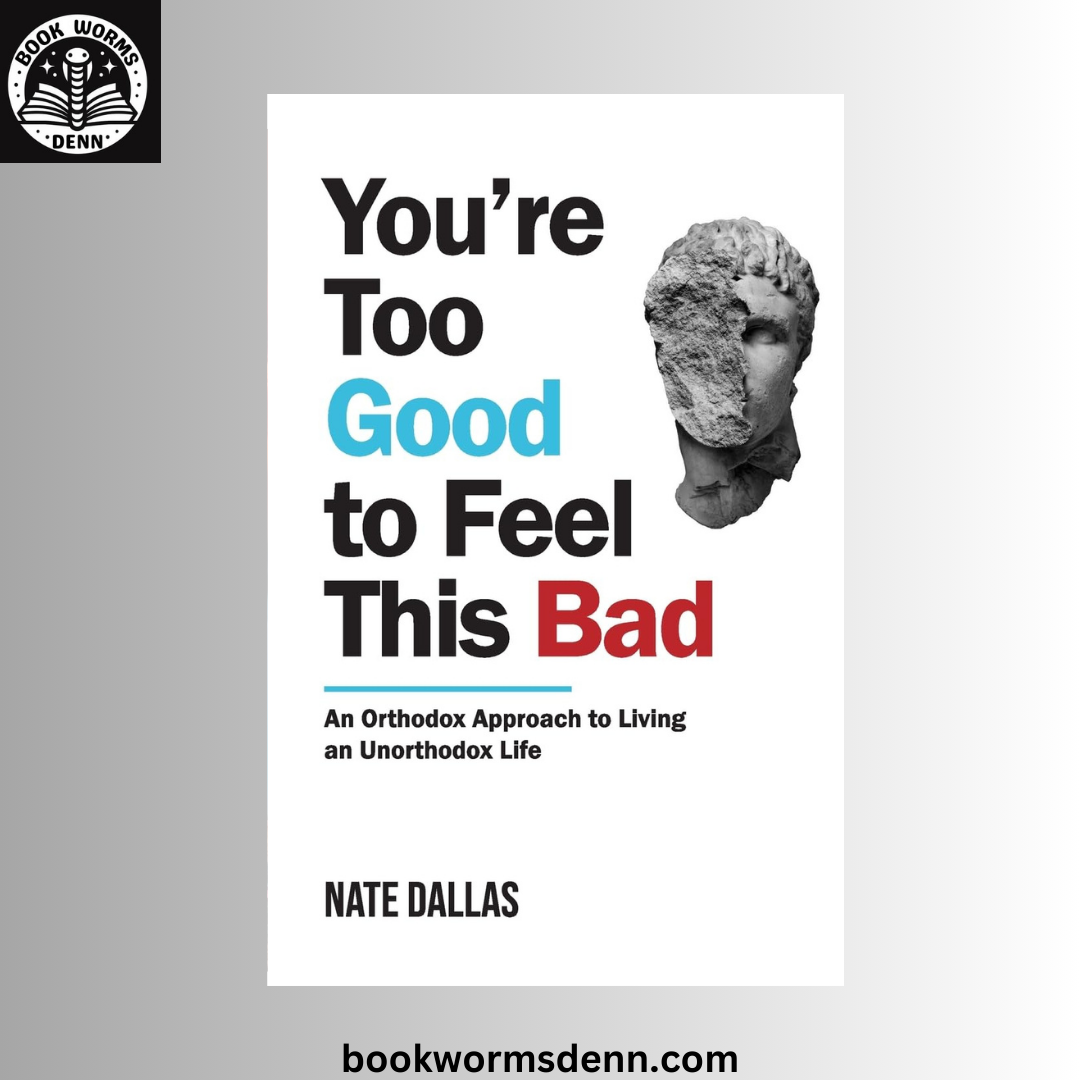 BOOK WORMS
DENN
You're
Too
Good
to Feel
This Bad
An Orthodox Approach to Living
an Unorthodox Life
NATE DALLAS
bookwormsdenn.com